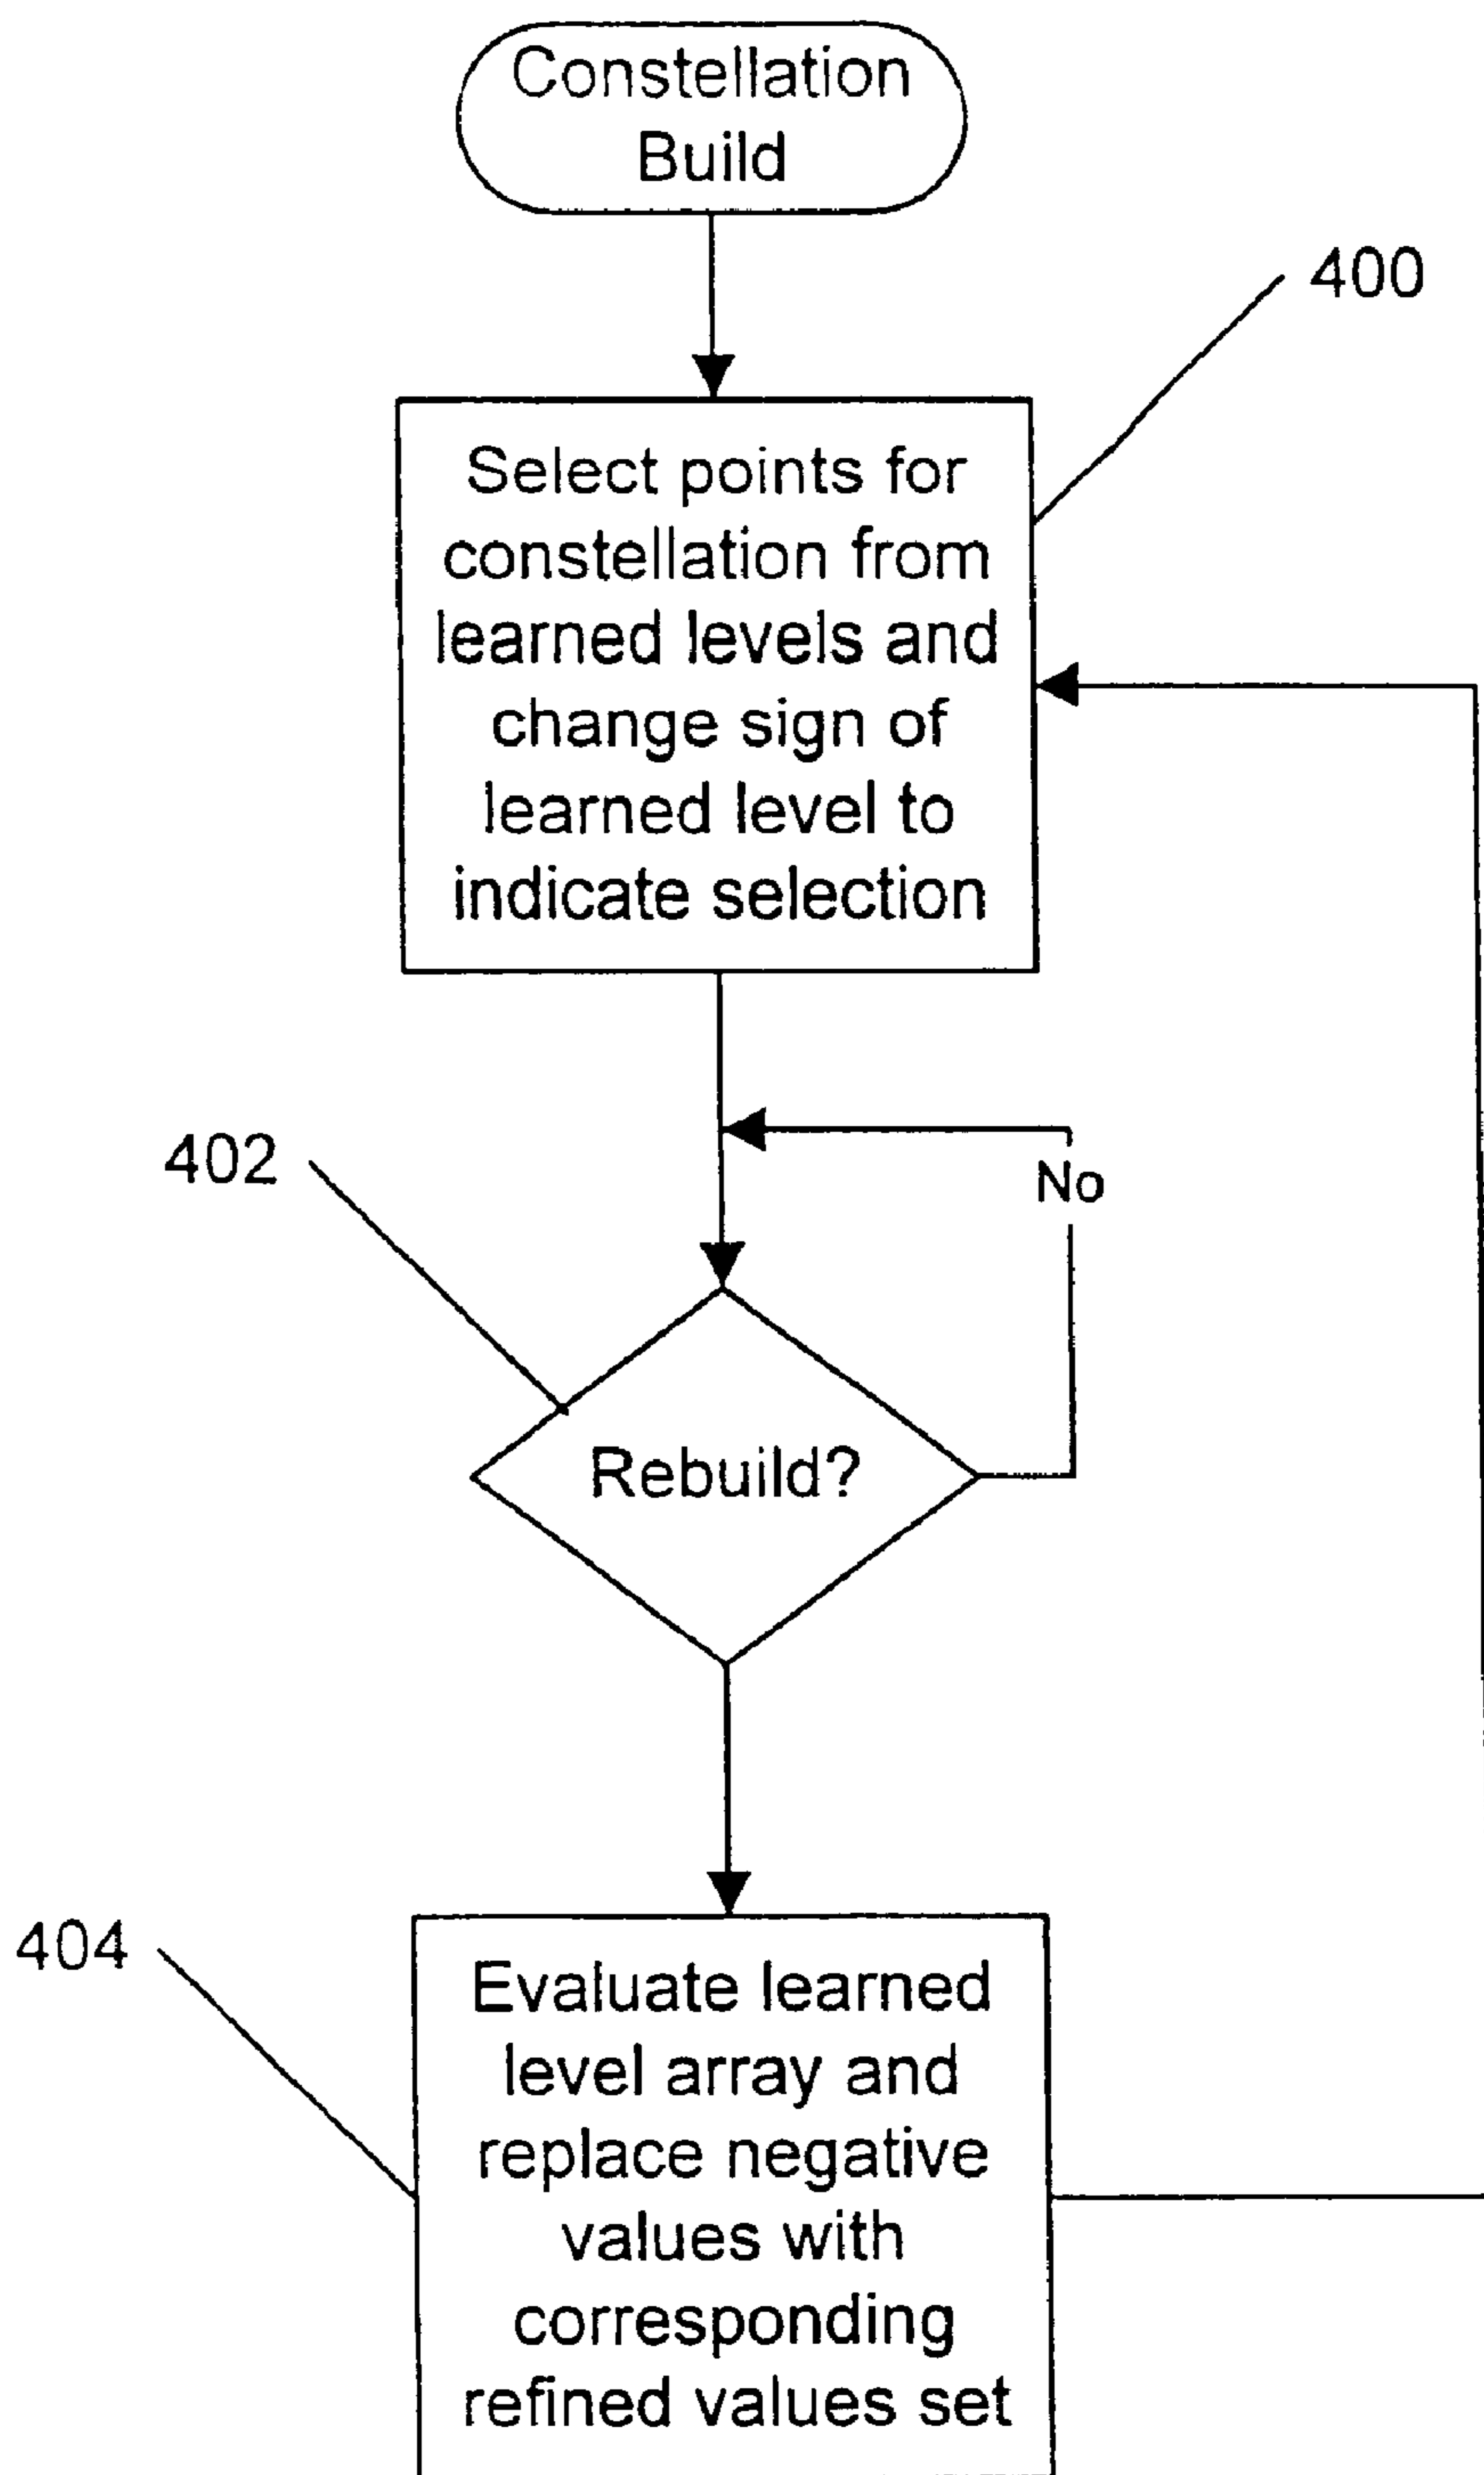 Constellation
Build
400
Select points for
constellation from
learned levels and
change sign of
learned level to
indicate selection
402
No
Rebuild?
404
Evaluate learned
level array and
replace negative
values with
corresponding
refined values set